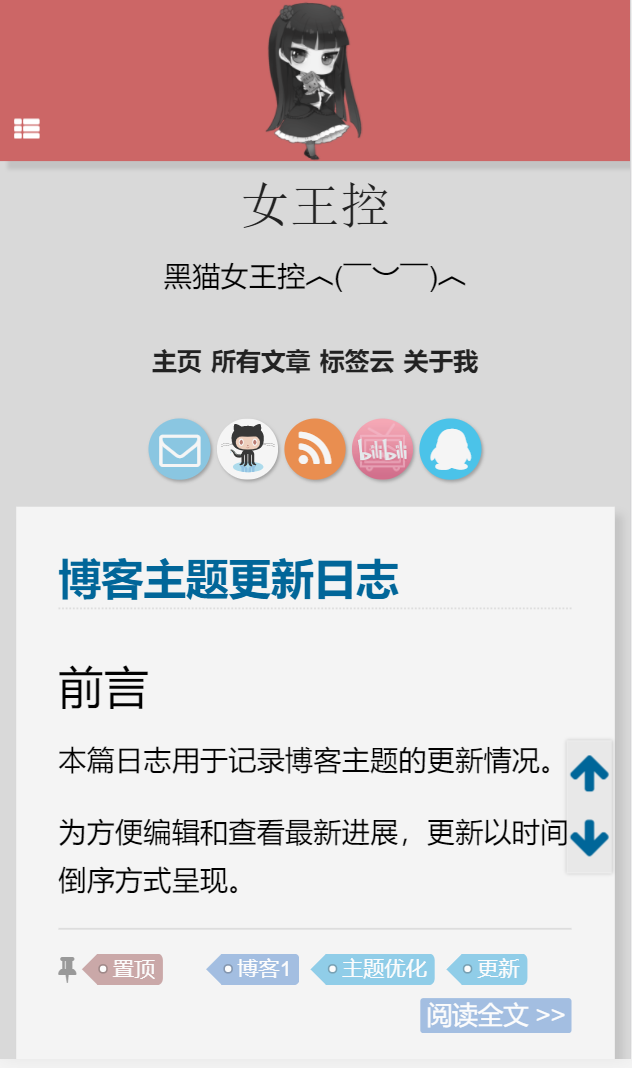 女王控
黑猫女王控︿(￣︶￣)︿
主页 所有文章 标签云 关于我
bilibili
博客主题更新日志
前言
本篇日志用于记录博客主题的更新情况。
为方便编辑和查看最新进展，更新以时间
倒序方式呈现。
置顶 博客1 主题优化 更新
阅读全文 >>